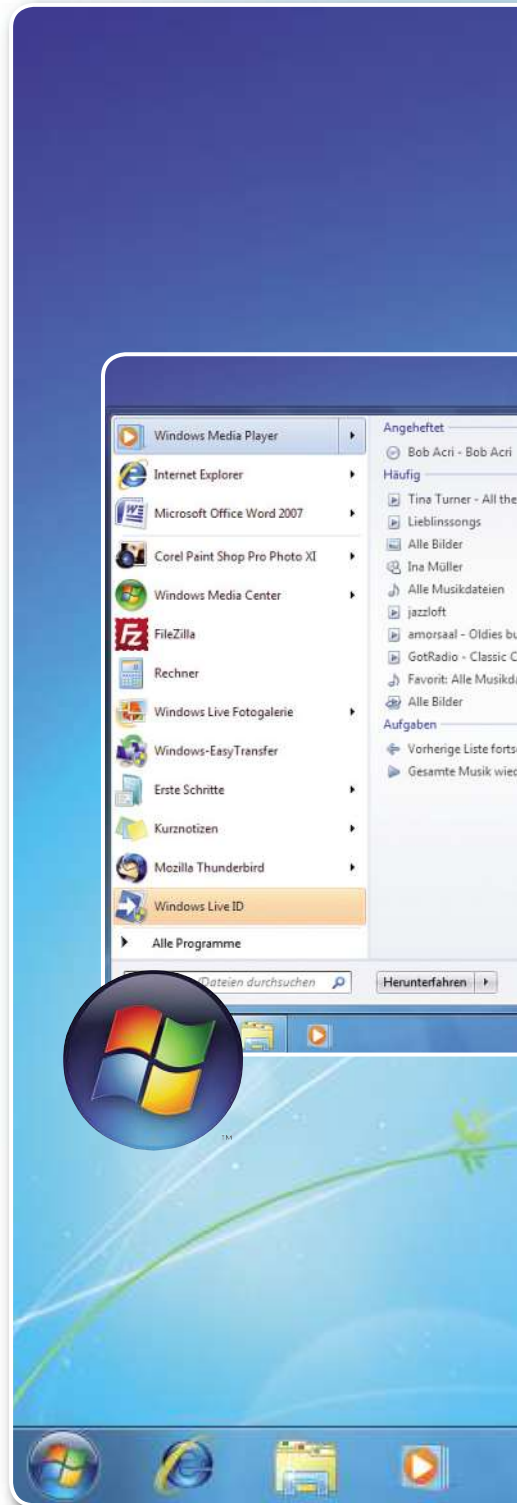 Windows Media Player
Internet Explorer
Microsoft Office Word 2007
Corel Paint Shop Pro Photo XI
Windows Media Center
FileZilla
Rechner
Windows Live Fotogalerie
Windows-EasyTransfer
Erste Schritte
Kurznotizen
Mozilla Thunderbird
Windows Live ID
Alle Programme
/Dateien durchsuchen
Angeheftet
Bob Acri - Bob Acri
Häufig
Tina Turner - All the
Lieblinssongs
Alle Bilder
Ina Müller
Alle Musikdateien
jazzloft
amorsaal - Oldies bu
GotRadio - Classic C
Favorit: Alle Musikda
Alle Bilder
Aufgaben
Vorherige Liste forts
Gesamte Musik wied
Herunterfahren
TM